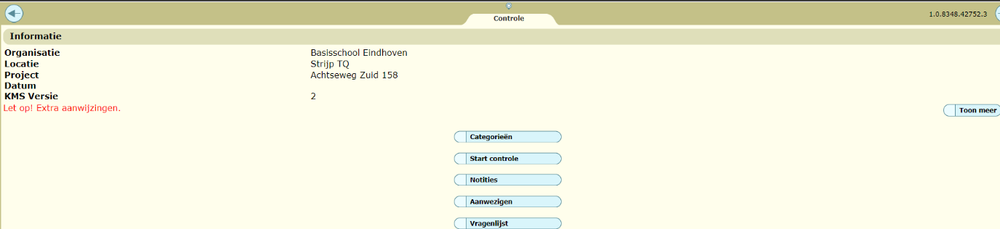 Controle
1.0.8348.42752.3
Informatie
Organisatie Basisschool Eindhoven
Locatie Strijp TQ
Project Achtseweg Zuid 158
Datum
KMS Versie 2
Let op! Extra aanwijzingen.
Toon meer
Categorieën
Start controle
Notities
Aanwezigen
Vragenlijst